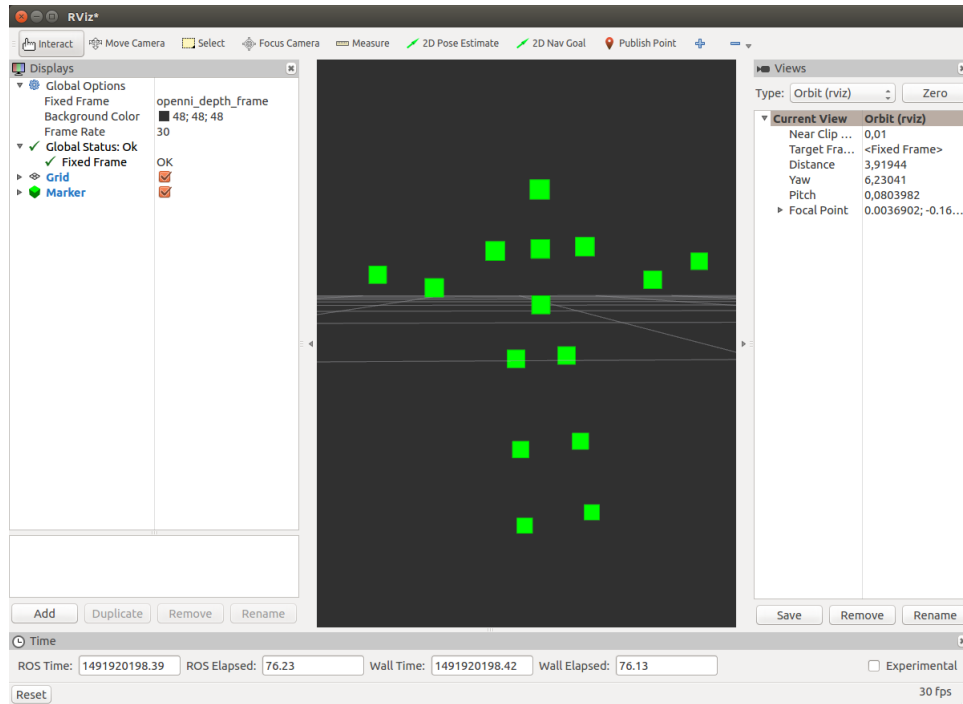 RViz*
Interact Move Camera Select Focus Camera Measure 2D Pose Estimate 2D Nav Goal Publish Point
Displays
Global Options
Fixed Frame openni_depth_frame
Background Color 48; 48; 48
Frame Rate 30
Global Status: Ok
Fixed Frame OK
Grid
Marker
Add Duplicate Remove Rename
Views
Type: Orbit (rviz) Zero
Current View Orbit (rviz)
Near Clip ... 0,01
Target Fra... <Fixed Frame>
Distance 3,91944
Yaw 6,23041
Pitch 0,0803982
Focal Point 0.0036902; -0.16...
Save Remove Rename
Time
ROS Time: 1491920198.39 ROS Elapsed: 76.23 Wall Time: 1491920198.42 Wall Elapsed: 76.13 Experimental
Reset 30 fps